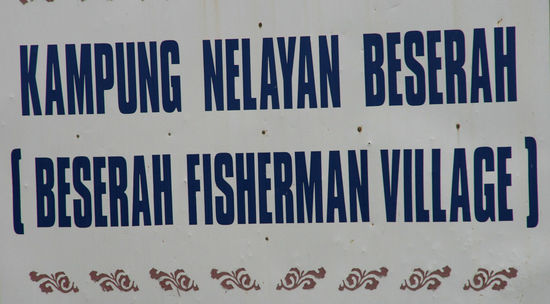 KAMPUNG NELAYAN BESERAH
( BESERAH FISHERMAN VILLAGE )